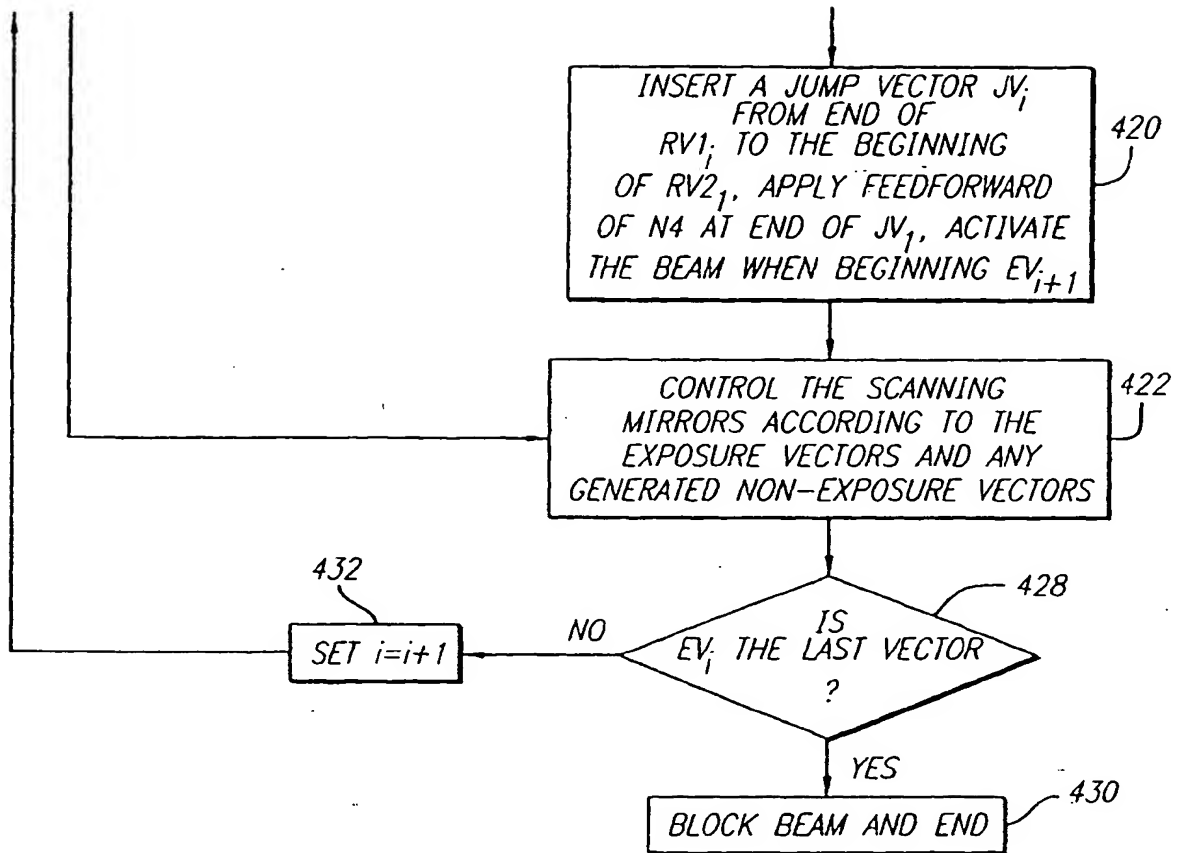 INSERT A JUMP VECTOR JVi
FROM END OF
RV1i TO THE BEGINNING
OF RV21, APPLY FEEDFORWARD
OF N4 AT END OF JV1, ACTIVATE
THE BEAM WHEN BEGINNING EVi+1
420
CONTROL THE SCANNING
MIRRORS ACCORDING TO THE
EXPOSURE VECTORS AND ANY
GENERATED NON-EXPOSURE VECTORS
422
432
SET i=i+1
NO
428
IS
EVi THE LAST VECTOR
?
YES
430
BLOCK BEAM AND END